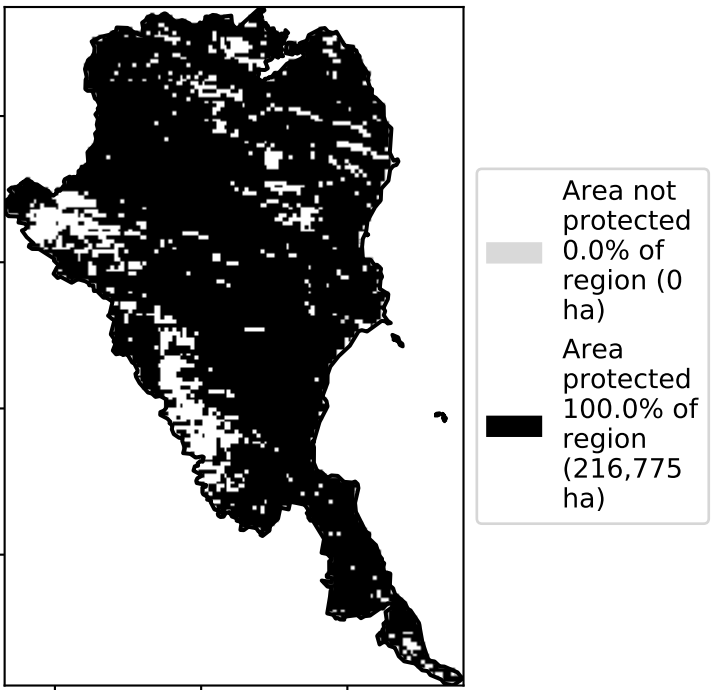 Area not
protected
0.0% of
region (0
ha)
Area
protected
100.0% of
region
(216,775
ha)